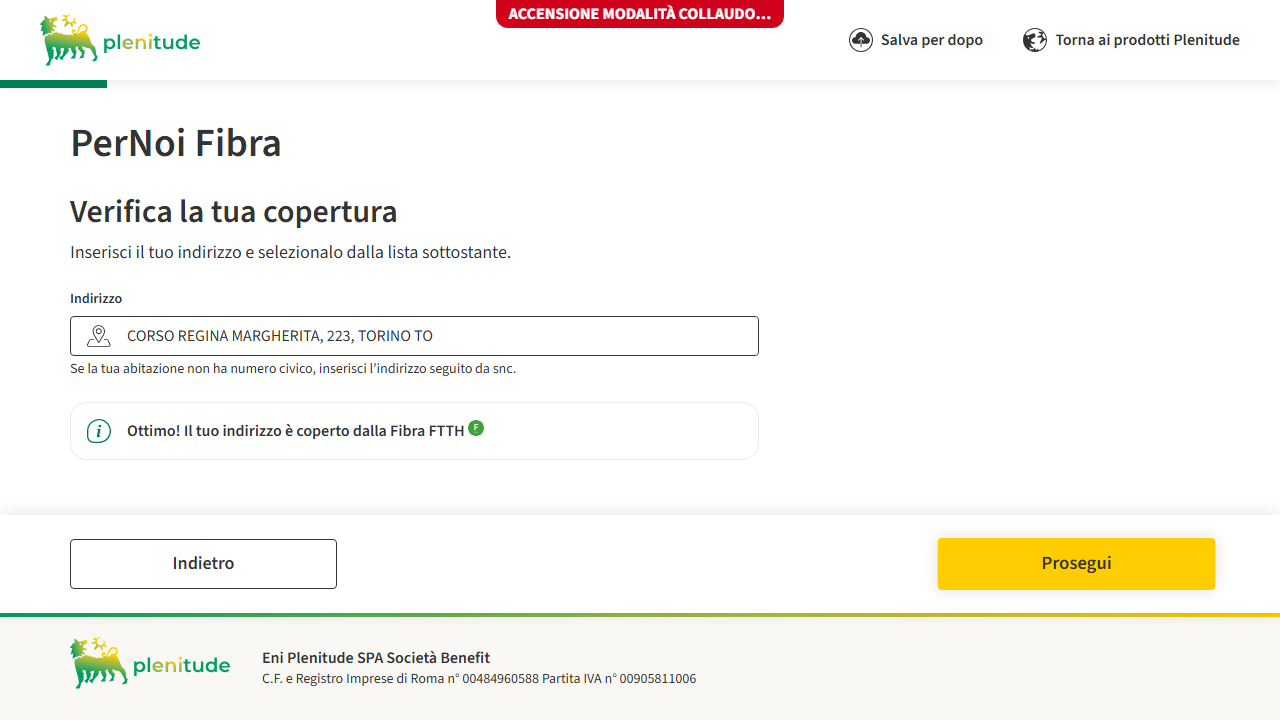 plenitude
ACCENSIONE MODALITÀ COLLAUDO...
Salva per dopo
Torna ai prodotti Plenitude
PerNoi Fibra
Verifica la tua copertura
Inserisci il tuo indirizzo e selezionalo dalla lista sottostante.
Indirizzo
CORSO REGINA MARGHERITA, 223, TORINO TO
Se la tua abitazione non ha numero civico, inserisci l’indirizzo seguito da snc.
i Ottimo! Il tuo indirizzo è coperto dalla Fibra FTTH F
Indietro
Prosegui
plenitude
Eni Plenitude SPA Società Benefit
C.F. e Registro Imprese di Roma n° 00484960588 Partita IVA n° 00905811006